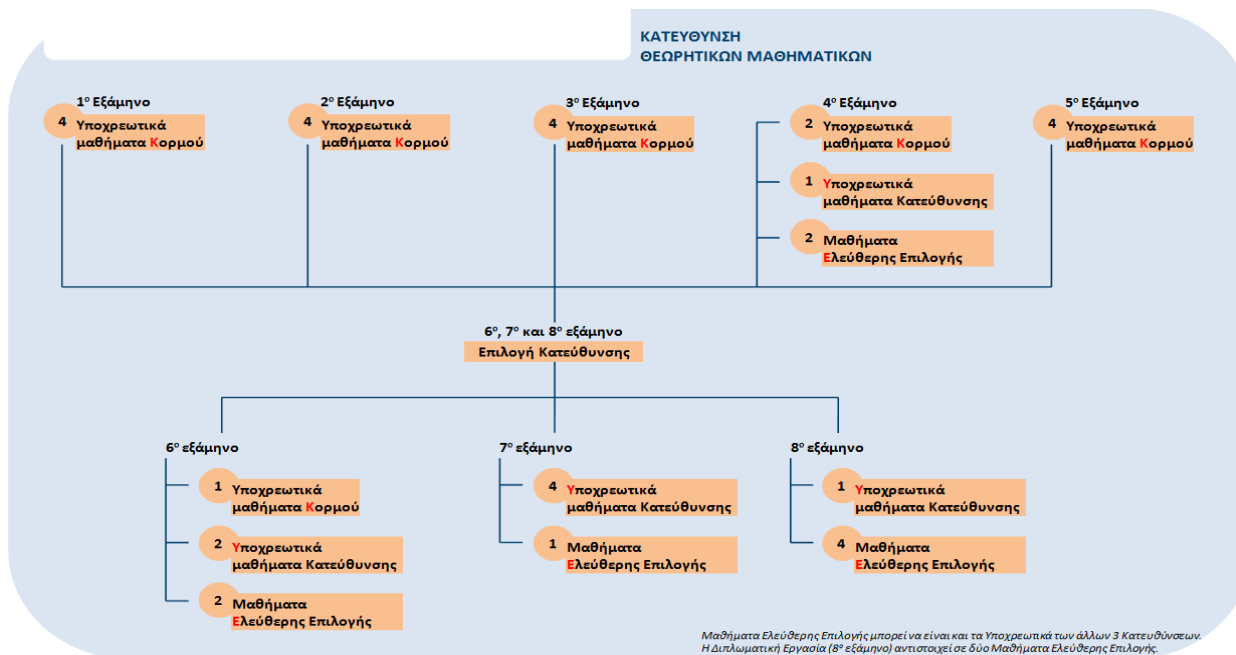 ΚΑΤΕΥΘΥΝΣΗ
ΘΕΩΡΗΤΙΚΩΝ ΜΑΘΗΜΑΤΙΚΩΝ
1ο Εξάμηνο
4 Υποχρεωτικά
μαθήματα Κορμού
2ο Εξάμηνο
4 Υποχρεωτικά
μαθήματα Κορμού
3ο Εξάμηνο
4 Υποχρεωτικά
μαθήματα Κορμού
4ο Εξάμηνο
2 Υποχρεωτικά
μαθήματα Κορμού
1 Υποχρεωτικά
μαθήματα Κατεύθυνσης
2 Μαθήματα
Ελεύθερης Επιλογής
5ο Εξάμηνο
4 Υποχρεωτικά
μαθήματα Κορμού
6ο, 7ο και 8ο εξάμηνο
Επιλογή Κατεύθυνσης
6ο εξάμηνο
1 Υποχρεωτικά
μαθήματα Κορμού
2 Υποχρεωτικά
μαθήματα Κατεύθυνσης
2 Μαθήματα
Ελεύθερης Επιλογής
7ο εξάμηνο
4 Υποχρεωτικά
μαθήματα Κατεύθυνσης
1 Μαθήματα
Ελεύθερης Επιλογής
8ο εξάμηνο
1 Υποχρεωτικά
μαθήματα Κατεύθυνσης
4 Μαθήματα
Ελεύθερης Επιλογής
Μαθήματα Ελεύθερης Επιλογής μπορεί να είναι και τα Υποχρεωτικά των άλλων 3 Κατευθύνσεων.
Η Διπλωματική Εργασία (8ο εξάμηνο) αντιστοιχεί σε δύο Μαθήματα Ελεύθερης Επιλογής.